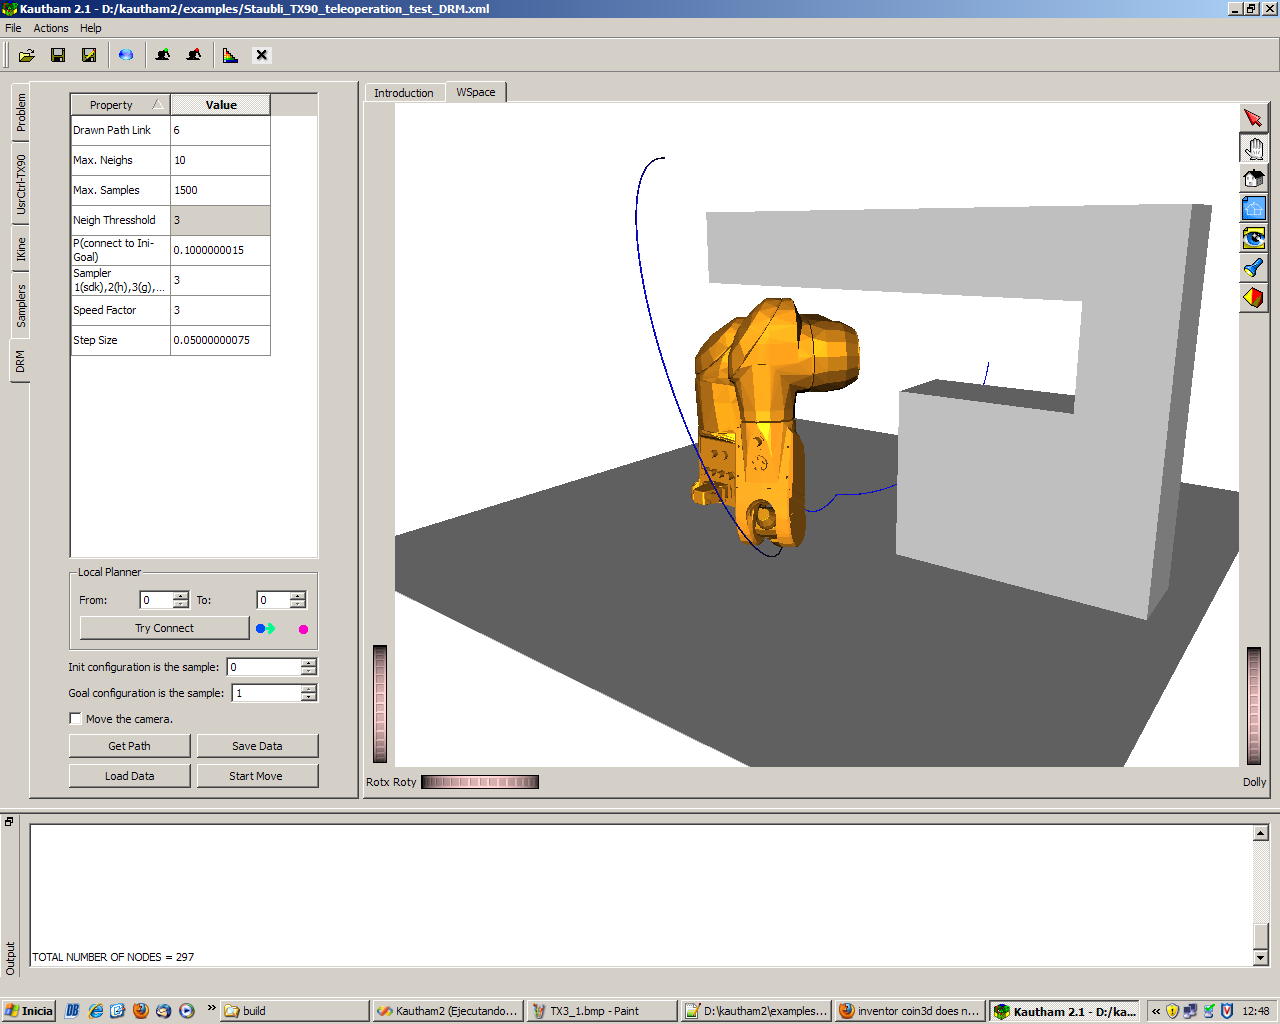 Kautham 2.1 - D:/kautham2/examples/Staubli_TX90_teleoperation_test_DRM.xml
File Actions Help
Introduction WSpace
Problem
UsrCtrl-TX90
IKine
Samplers
DRM
Property Value
Drawn Path Link 6
Max. Neighs 10
Max. Samples 1500
Neigh Thresshold 3
P(connect to Ini-
Goal) 0.1000000015
Sampler
1(sdk),2(h),3(g),... 3
Speed Factor 3
Step Size 0.05000000075
Local Planner
From: 0 To: 0
Try Connect
Init configuration is the sample: 0
Goal configuration is the sample: 1
Move the camera.
Get Path Save Data
Load Data Start Move
Rotx Roty Dolly
Output
TOTAL NUMBER OF NODES = 297
Inicia DB » build Kautham2 (Ejecutando... TX3_1.bmp - Paint D:\kautham2\examples... inventor coin3d does n... Kautham 2.1 - D:/ka... « 12:48